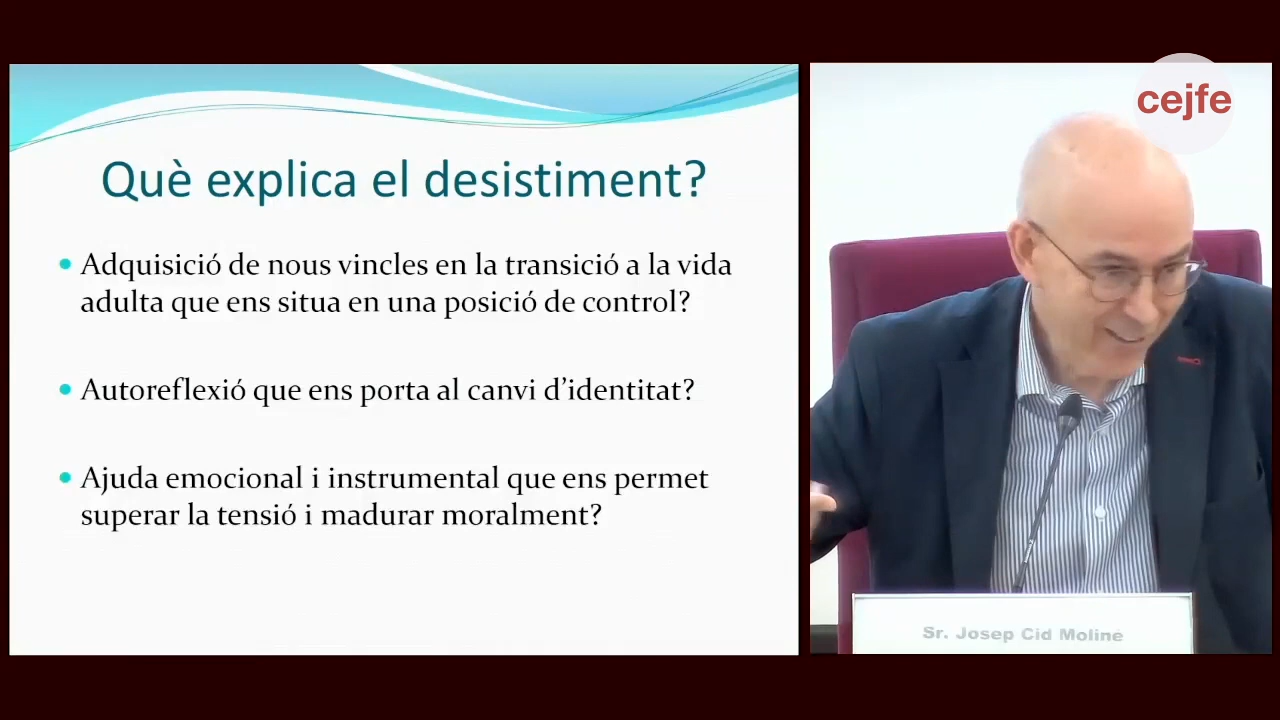 Què explica el desistiment?
Adquisició de nous vincles en la transició a la vida
adulta que ens situa en una posició de control?
Autoreflexió que ens porta al canvi d'identitat?
Ajuda emocional i instrumental que ens permet
superar la tensió i madurar moralment?
cejfe
Sr. Josep Cid Moliné